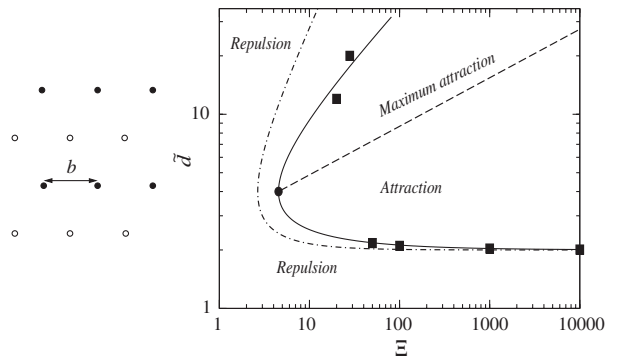 b
Repulsion
Maximum attraction
10
d̃
Attraction
Repulsion
1
1
10
100
1000
10000
Ξ